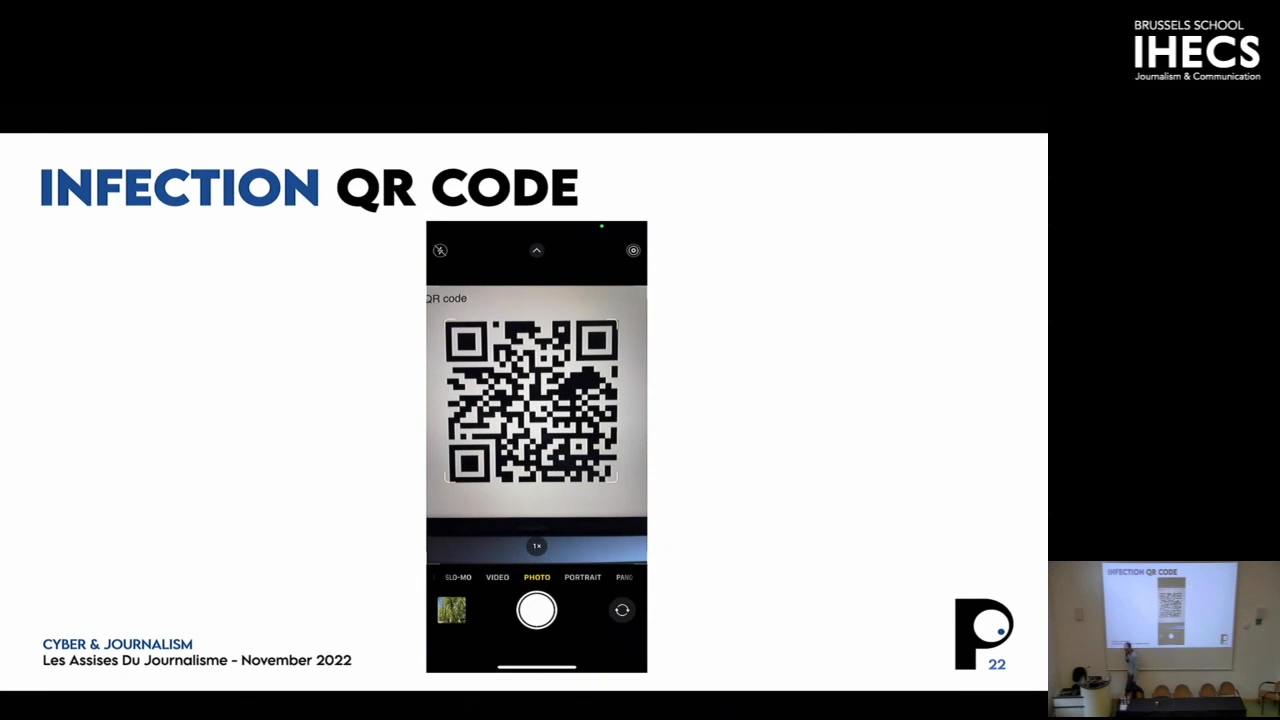 BRUSSELS SCHOOL
IHECS
Journalism & Communication
INFECTION QR CODE
QR code
1×
SLO-MO VIDEO PHOTO PORTRAIT PANO
CYBER & JOURNALISM
Les Assises Du Journalisme - November 2022
P
22
INFECTION QR CODE